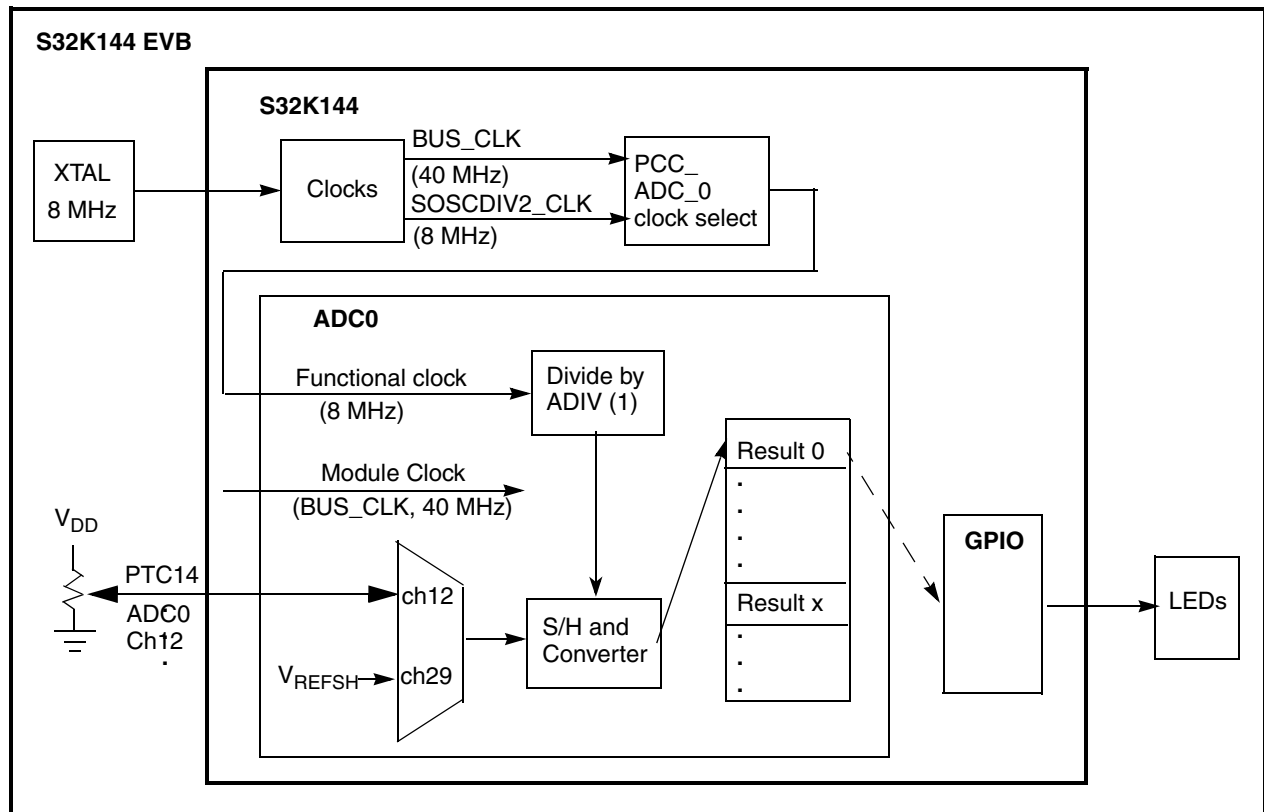 S32K144 EVB
S32K144
XTAL
8 MHz
Clocks
BUS_CLK
(40 MHz)
SOSCDIV2_CLK
(8 MHz)
PCC_
ADC_0
clock select
ADC0
Functional clock
(8 MHz)
Divide by
ADIV (1)
Module Clock
(BUS_CLK, 40 MHz)
Result 0
.
.
.
.
Result x
.
.
.
VDD
PTC14
ADC0
Ch12
ch12
VREFSH
ch29
S/H and
Converter
GPIO
LEDs